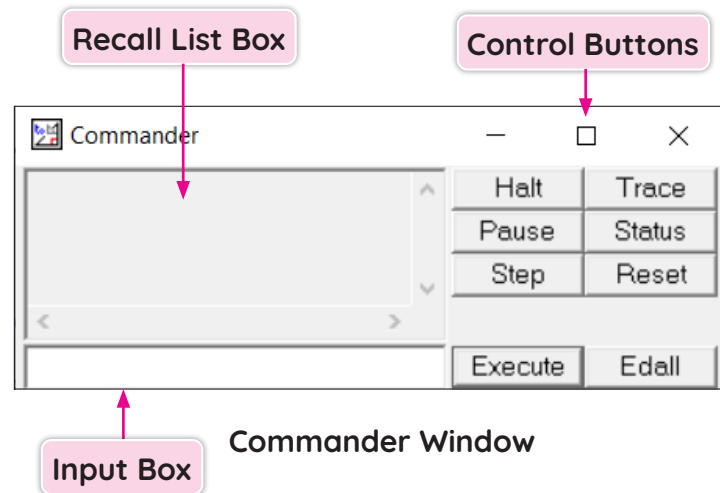 Recall List Box
Control Buttons
Commander
Halt Trace
Pause Status
Step Reset
Execute Edall
Commander Window
Input Box